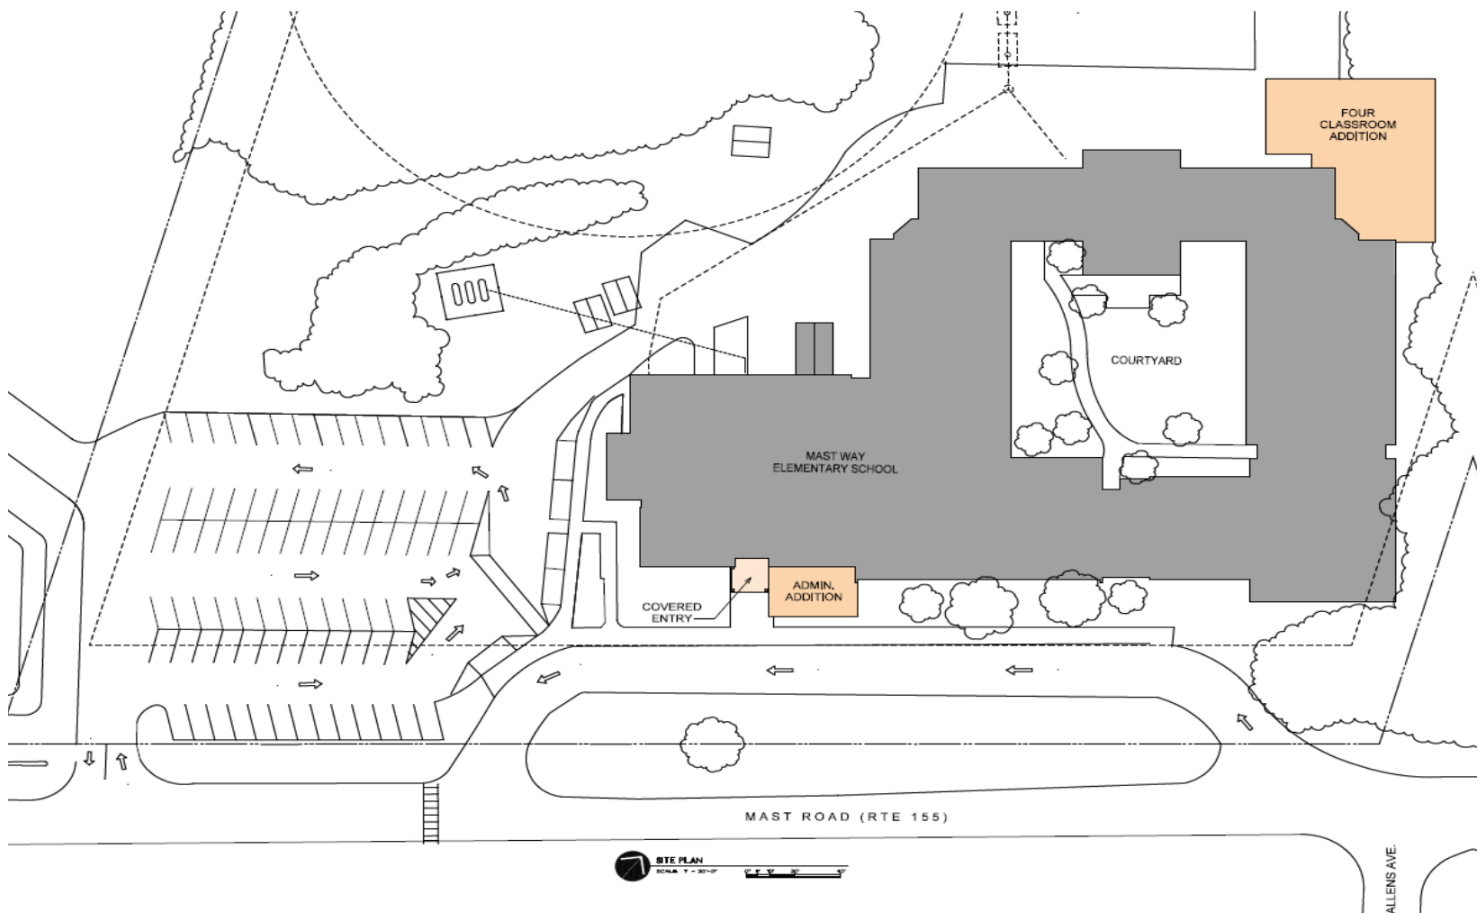 FOUR
CLASSROOM
ADDITION
COURTYARD
MAST WAY
ELEMENTARY SCHOOL
ADMIN.
ADDITION
COVERED
ENTRY
MAST ROAD (RTE 155)
SITE PLAN
ALLENS AVE.